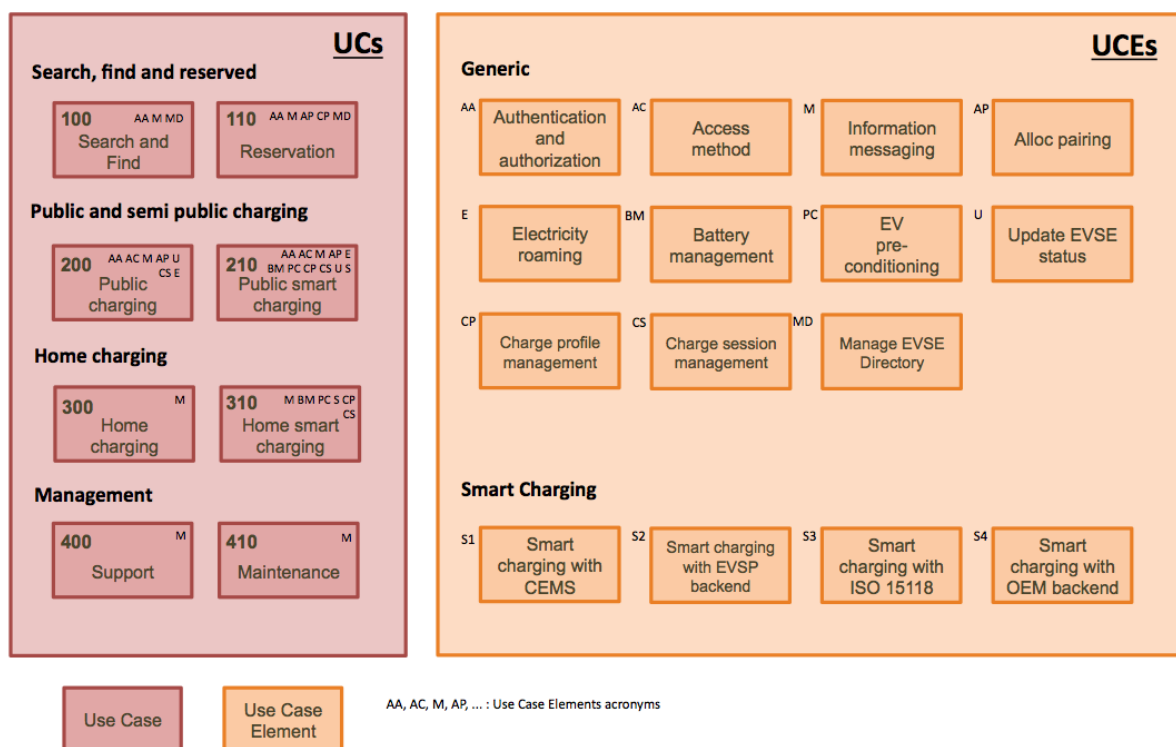 UCs
Search, find and reserved
100 AA M MD
Search and
Find
110 AA M AP CP MD
Reservation
Public and semi public charging
200 AA AC M AP U
CS E
Public
charging
210 AA AC M AP E
BM PC CP CS U S
Public smart
charging
Home charging
300 M
Home
charging
310 M BM PC S CP
CS
Home smart
charging
Management
400 M
Support
410 M
Maintenance
UCEs
Generic
AA
Authentication
and
authorization
AC
Access
method
M
Information
messaging
AP
Alloc pairing
E
Electricity
roaming
BM
Battery
management
PC
EV
pre-
conditioning
U
Update EVSE
status
CP
Charge profile
management
CS
Charge session
management
MD
Manage EVSE
Directory
Smart Charging
S1
Smart
charging with
CEMS
S2
Smart charging
with EVSP
backend
S3
Smart
charging with
ISO 15118
S4
Smart
charging with
OEM backend
Use Case
Use Case
Element
AA, AC, M, AP, ... : Use Case Elements acronyms